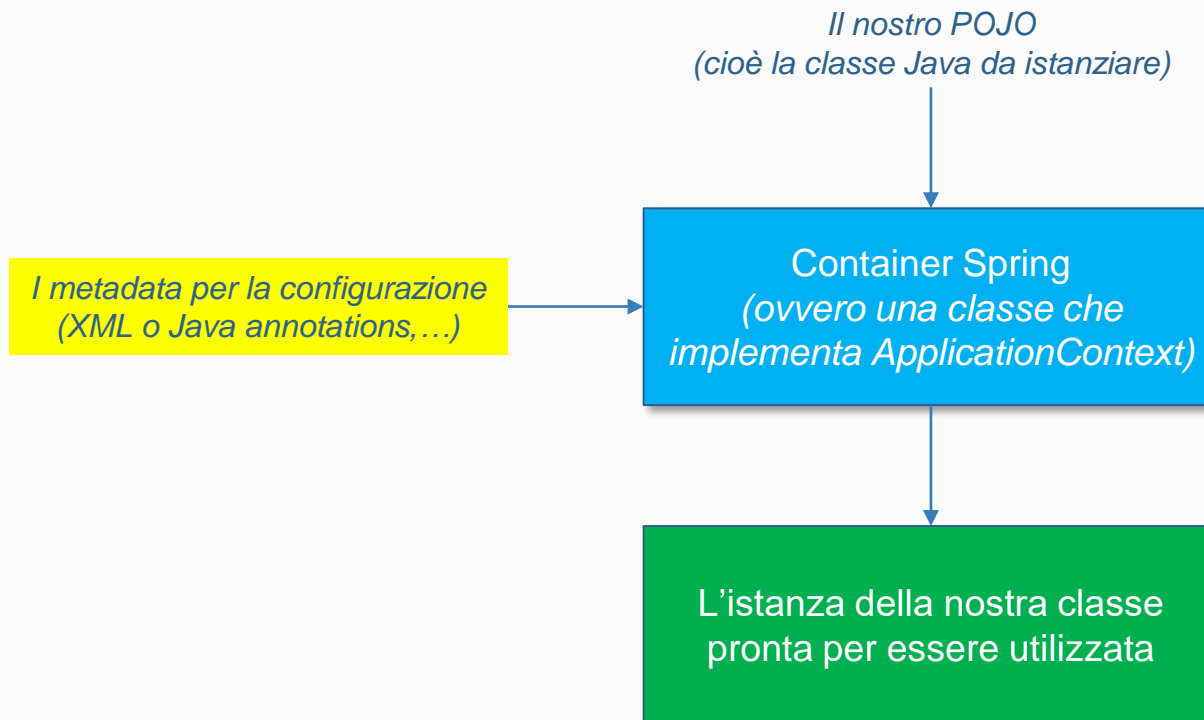 Il nostro POJO
(cioè la classe Java da istanziare)
I metadata per la configurazione
(XML o Java annotations,…)
Container Spring
(ovvero una classe che
implementa ApplicationContext)
L’istanza della nostra classe
pronta per essere utilizzata